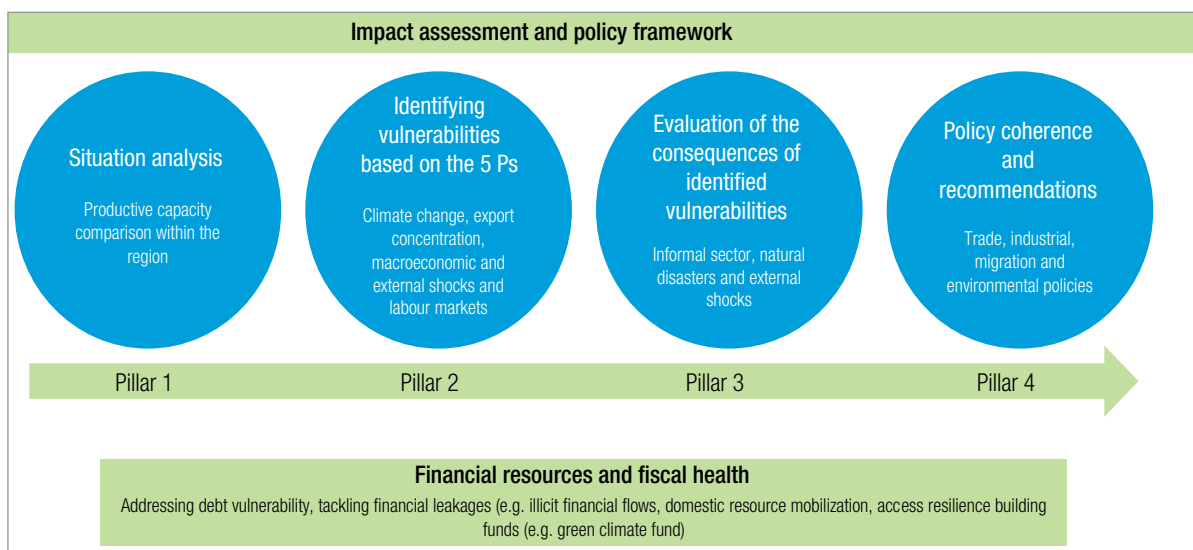 Impact assessment and policy framework
Situation analysis
Productive capacity
comparison within the
region
Identifying
vulnerabilities
based on the 5 Ps
Climate change, export
concentration,
macroeconomic and
external shocks and
labour markets
Evaluation of the
consequences of
identified
vulnerabilities
Informal sector, natural
disasters and external
shocks
Policy coherence
and
recommendations
Trade, industrial,
migration and
environmental policies
Pillar 1
Pillar 2
Pillar 3
Pillar 4
Financial resources and fiscal health
Addressing debt vulnerability, tackling financial leakages (e.g. illicit financial flows, domestic resource mobilization, access resilience building
funds (e.g. green climate fund)